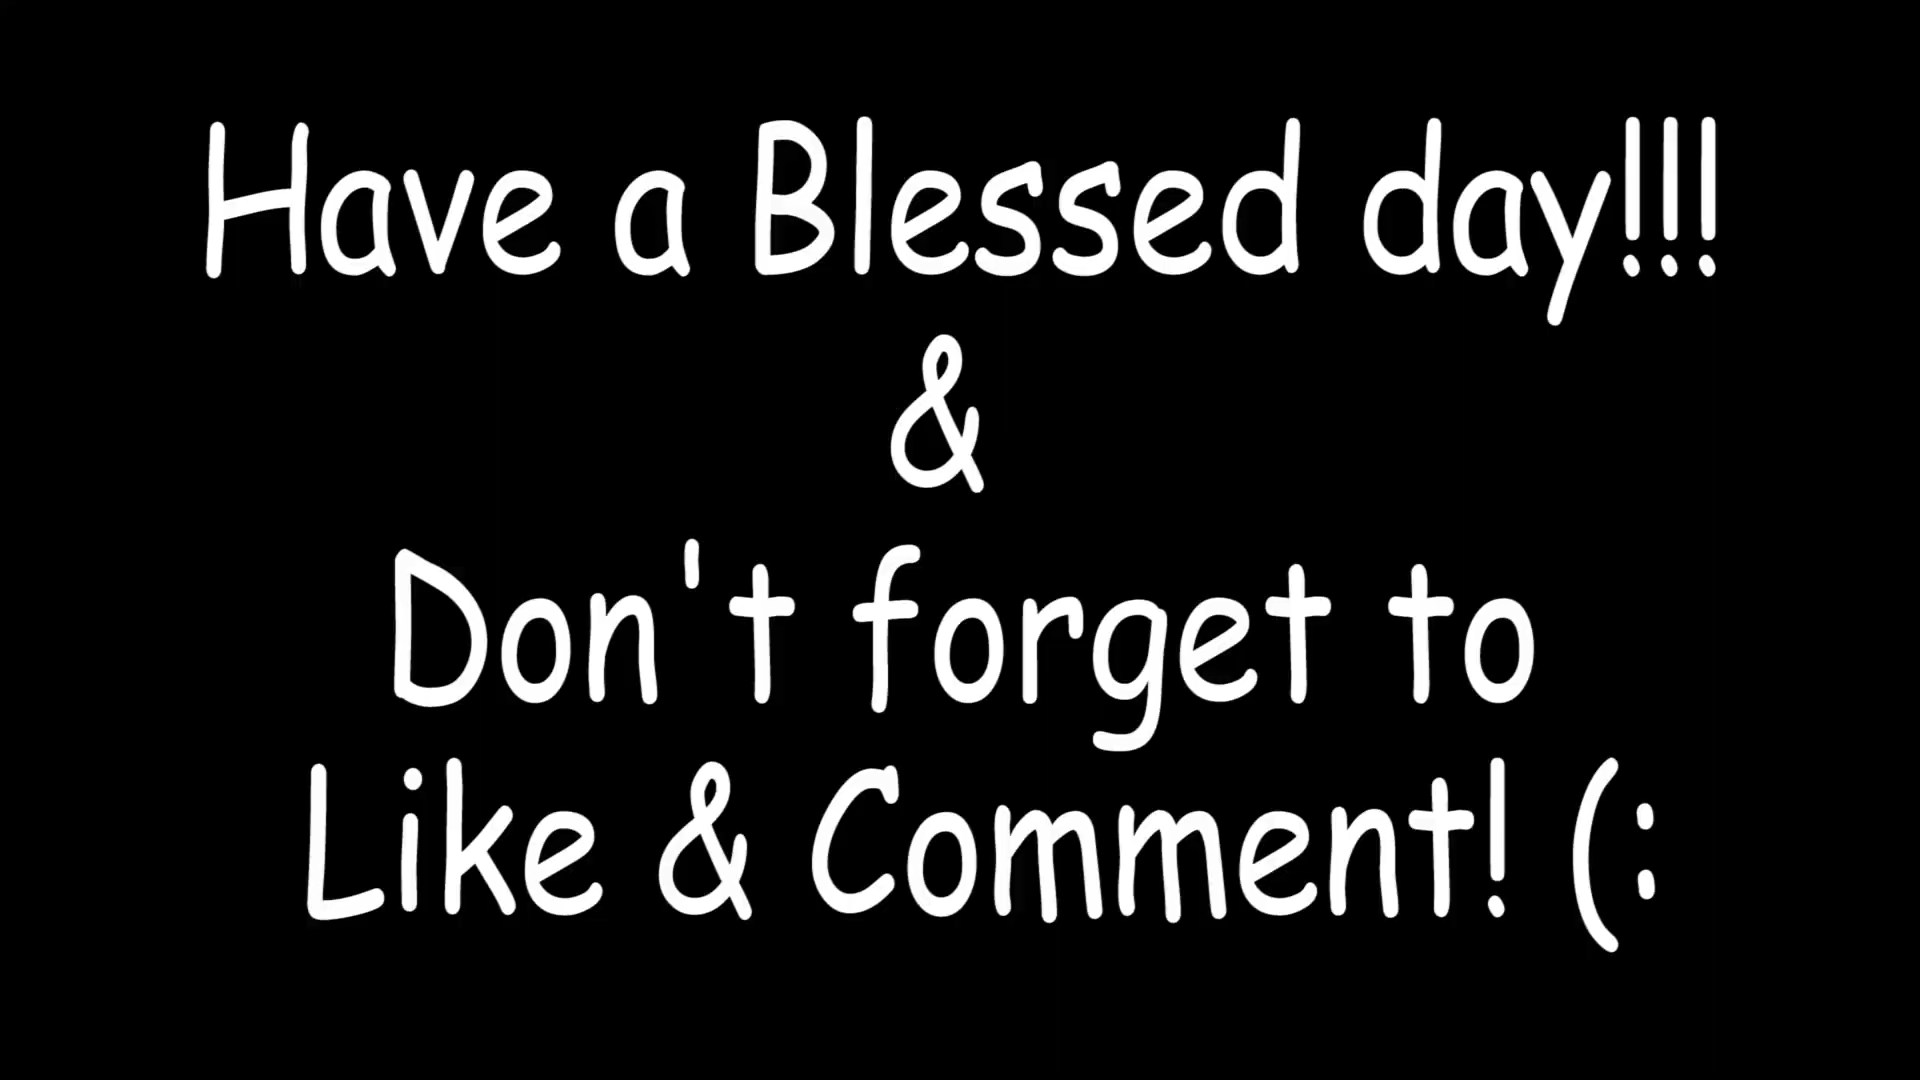 Have a Blessed day!!!
&
Don't forget to
Like & Comment! (: